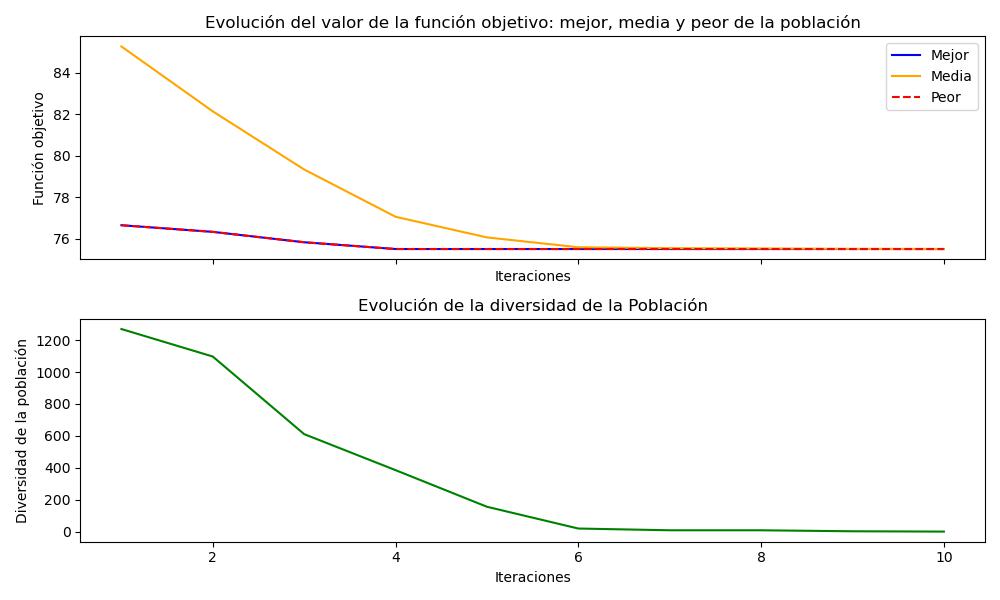 Evolución del valor de la función objetivo: mejor, media y peor de la población
Función objetivo
84
82
80
78
76
Mejor
Media
Peor
Iteraciones
Evolución de la diversidad de la Población
Diversidad de la población
1200
1000
800
600
400
200
0
2
4
6
8
10
Iteraciones